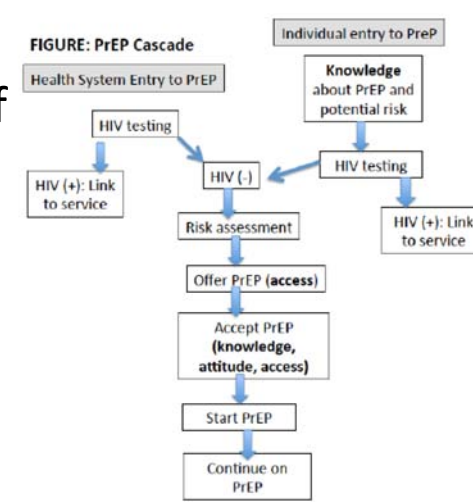 FIGURE: PrEP Cascade
Individual entry to PreP
Health System Entry to PrEP
f
Knowledge
about PrEP and
potential risk
HIV testing
HIV testing
HIV (-)
HIV (+): Link
to service
HIV (+): Link
to service
Risk assessment
Offer PrEP (access)
Accept PrEP
(knowledge,
attitude, access)
Start PrEP
Continue on
PrEP